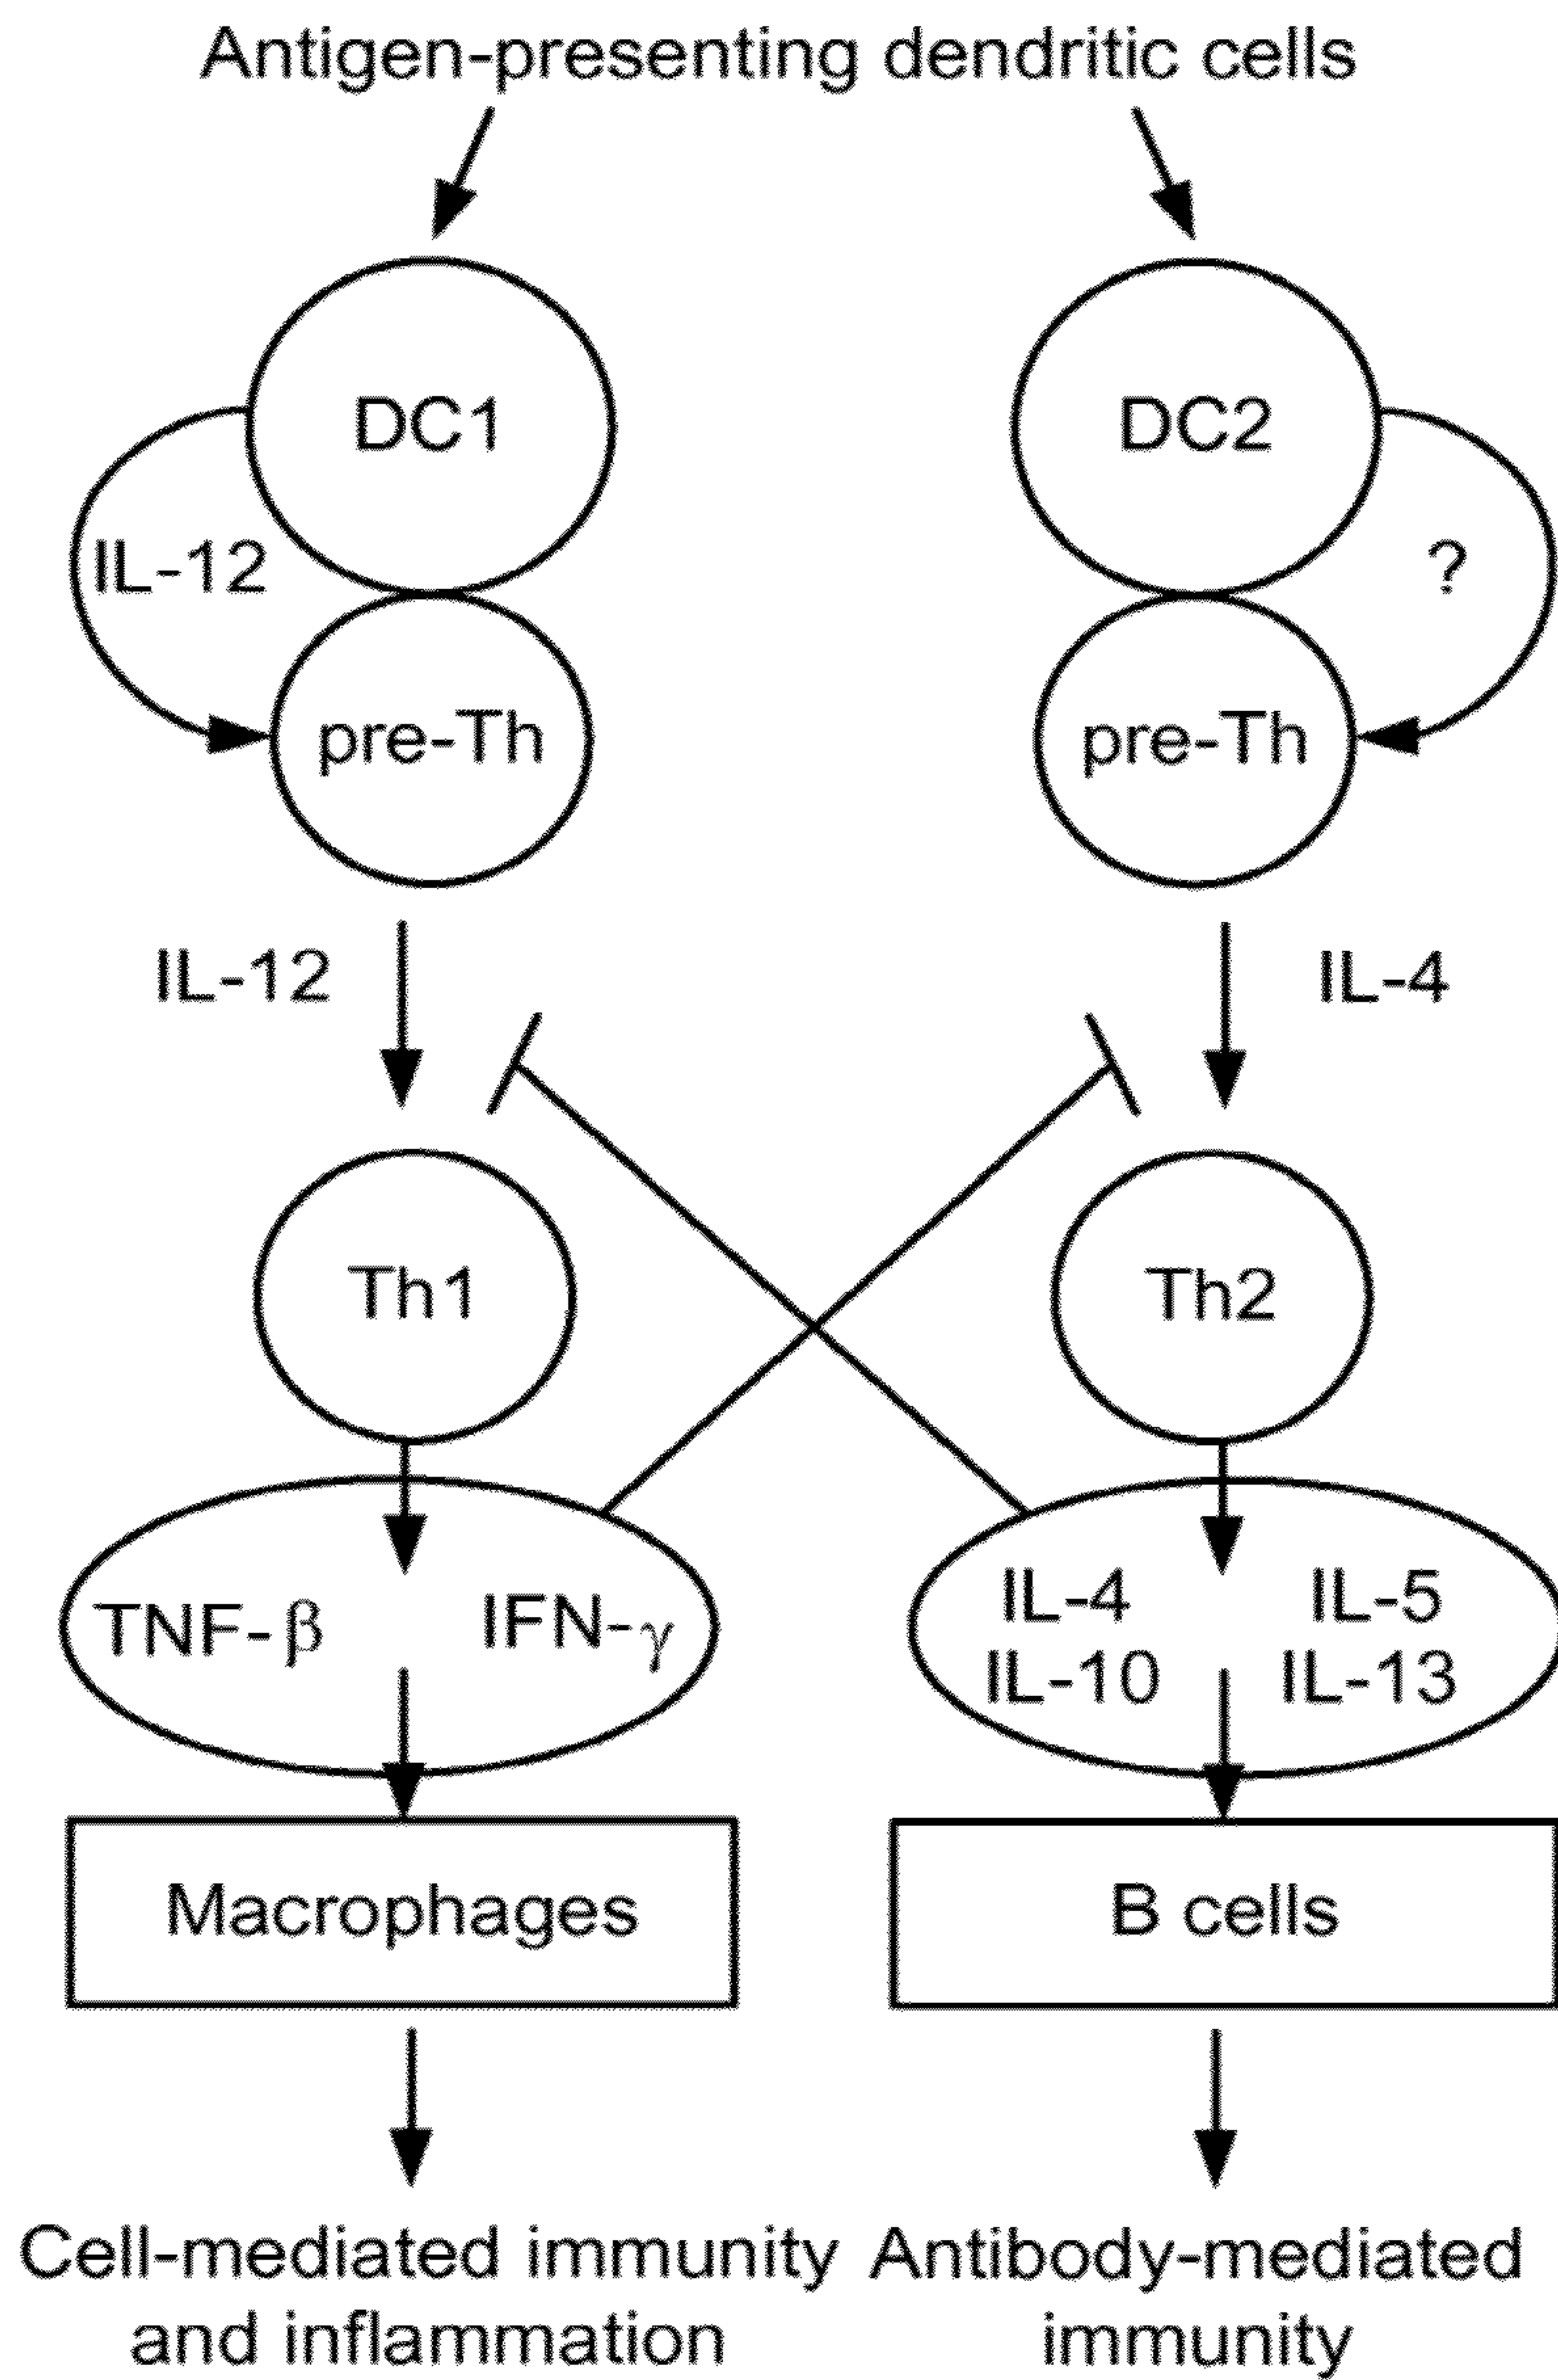 Antigen-presenting dendritic cells
DC1
DC2
IL-12
?
pre-Th
pre-Th
IL-12
IL-4
Th1
Th2
TNF-β IFN-γ
IL-4 IL-5
IL-10 IL-13
Macrophages
B cells
Cell-mediated immunity
and inflammation
Antibody-mediated
immunity